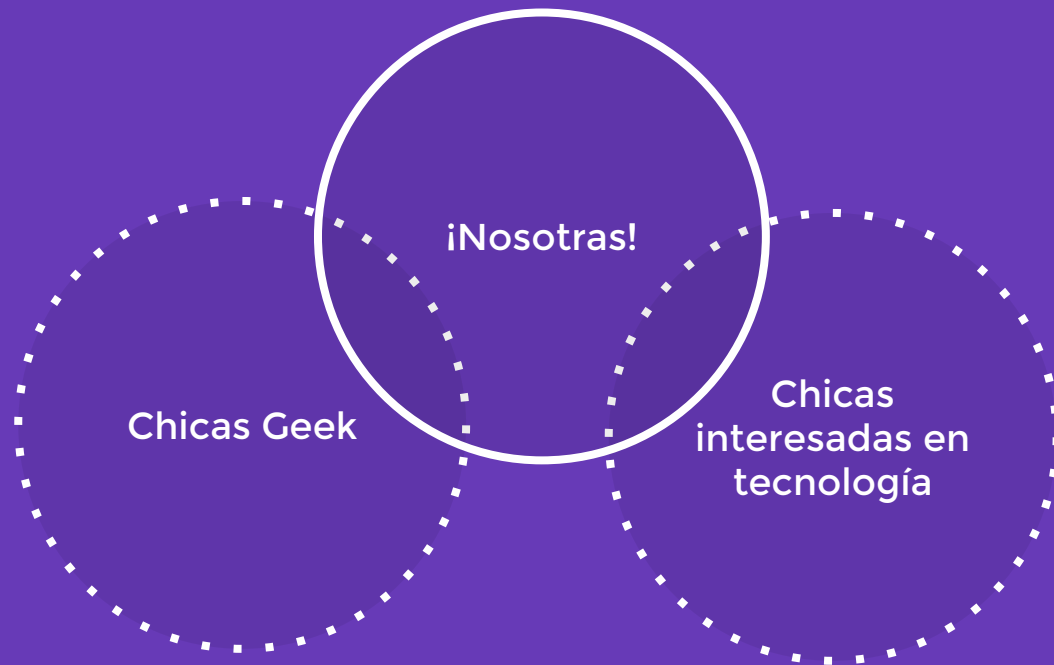 ¡Nosotras!
Chicas Geek
Chicas
interesadas en
tecnología